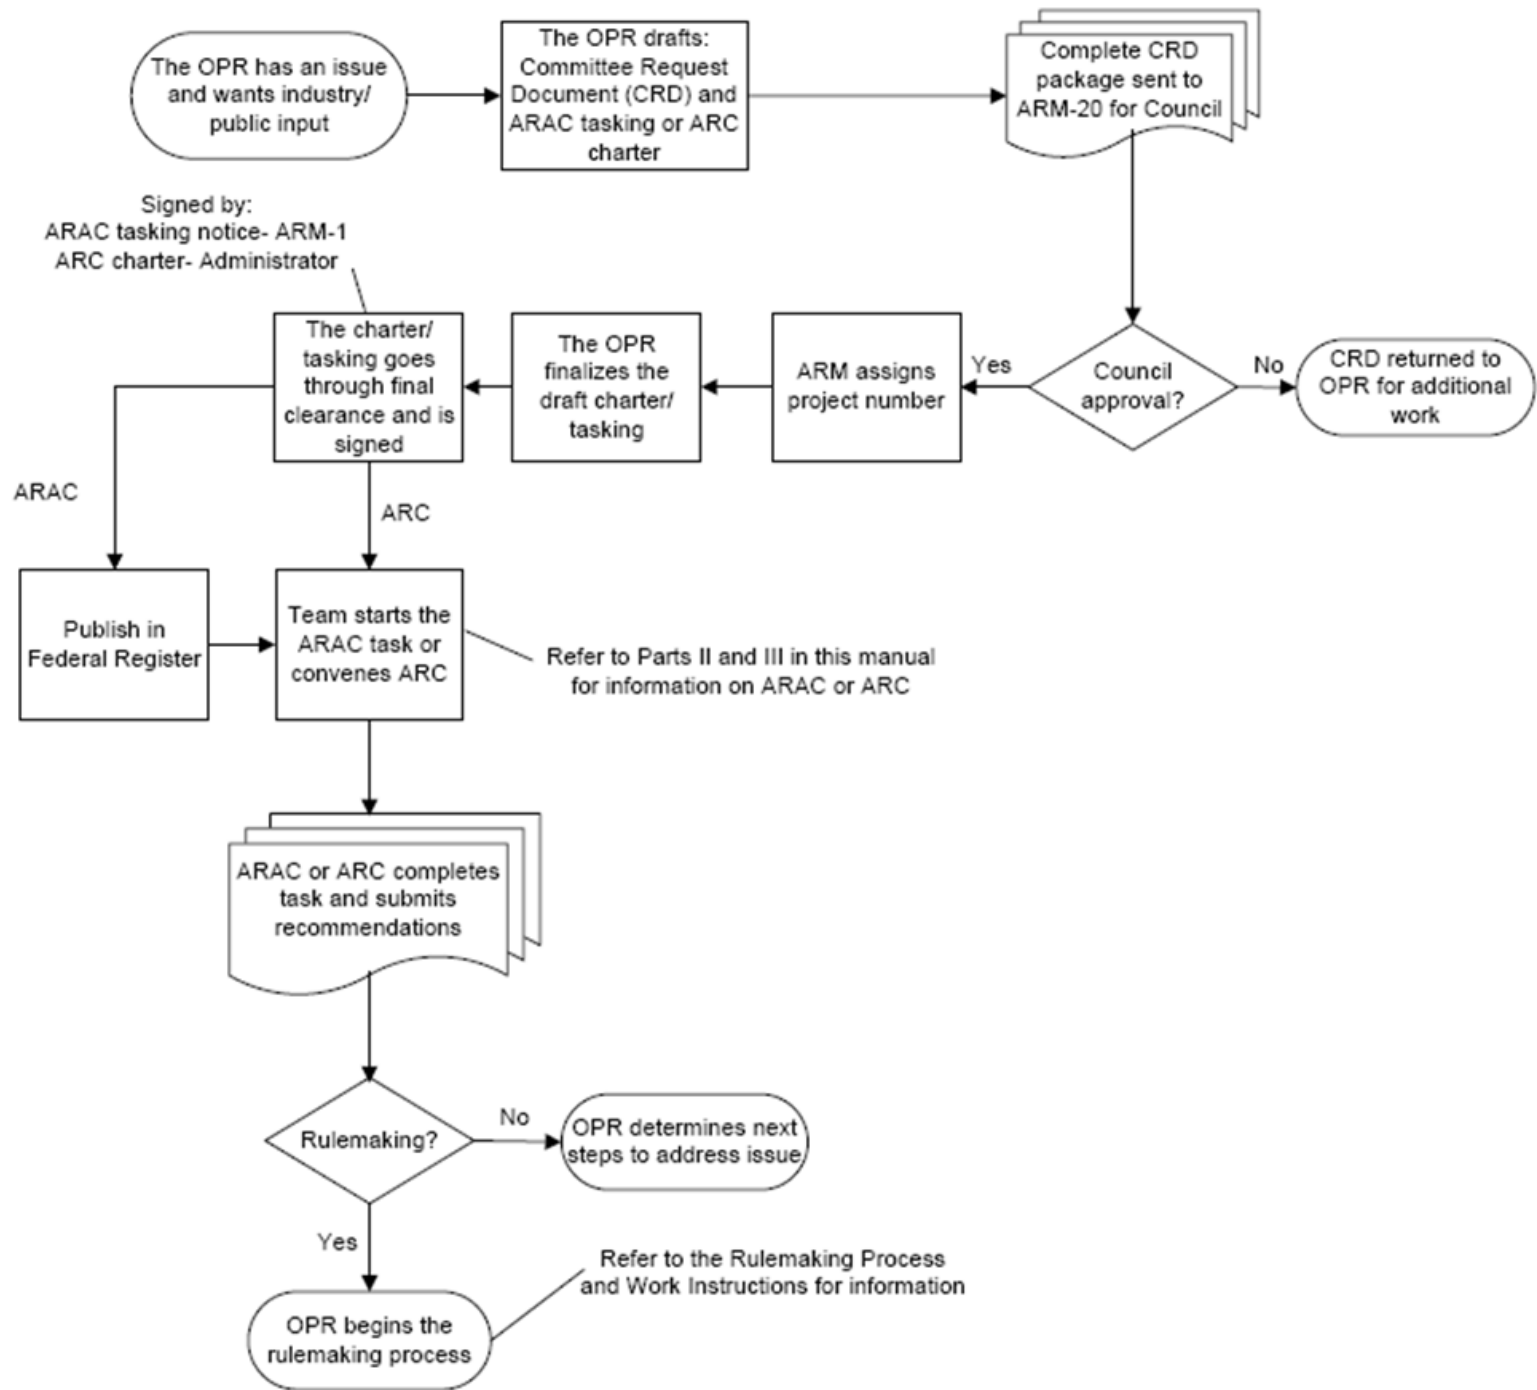 The OPR has an issue
and wants industry/
public input
The OPR drafts:
Committee Request
Document (CRD) and
ARAC tasking or ARC
charter
Complete CRD
package sent to
ARM-20 for Council
Signed by:
ARAC tasking notice- ARM-1
ARC charter- Administrator
Council
approval?
No
CRD returned to
OPR for additional
work
Yes
ARM assigns
project number
The OPR
finalizes the
draft charter/
tasking
The charter/
tasking goes
through final
clearance and is
signed
ARAC
ARC
Publish in
Federal Register
Team starts the
ARAC task or
convenes ARC
Refer to Parts II and III in this manual
for information on ARAC or ARC
ARAC or ARC completes
task and submits
recommendations
Rulemaking?
No
OPR determines next
steps to address issue
Yes
OPR begins the
rulemaking process
Refer to the Rulemaking Process
and Work Instructions for information